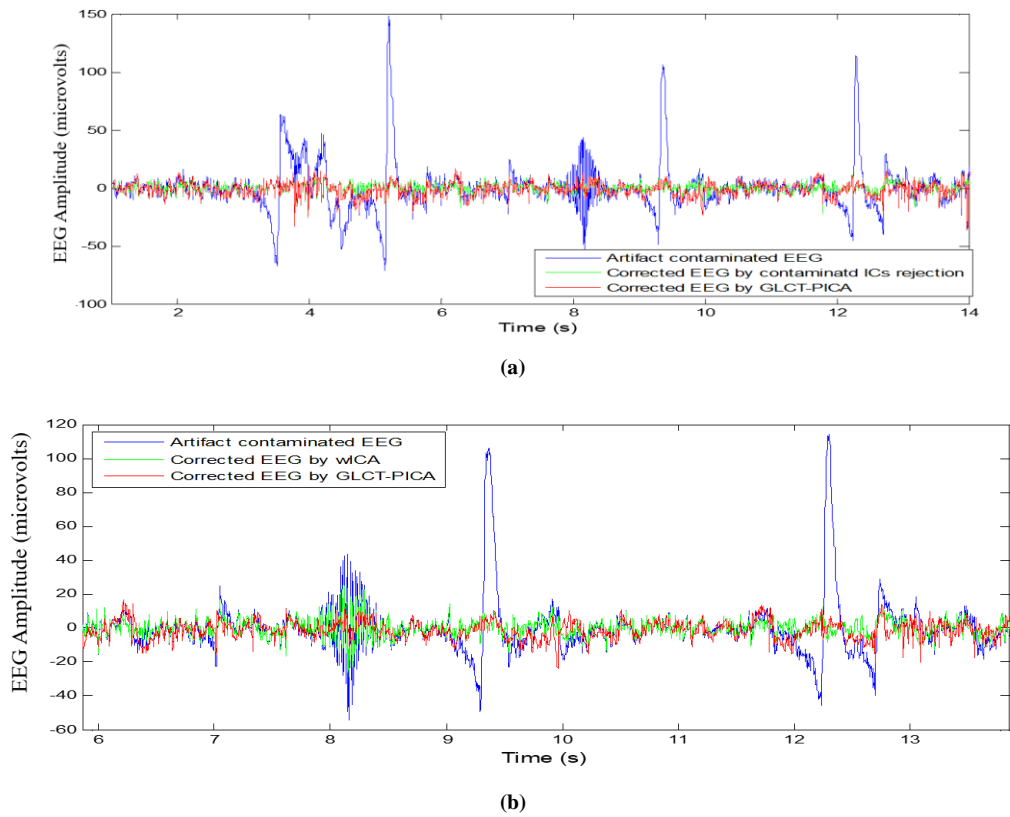 150
100
50
0
-50
-100
EEG Amplitude (microvolts)
Artifact contaminated EEG
Corrected EEG by contaminatd ICs rejection
Corrected EEG by GLCT-PICA
2 4 6 8 10 12 14
Time (s)
(a)
120
100
80
60
40
20
0
-20
-40
-60
EEG Amplitude (microvolts)
Artifact contaminated EEG
Corrected EEG by wICA
Corrected EEG by GLCT-PICA
6 7 8 9 10 11 12 13
Time (s)
(b)